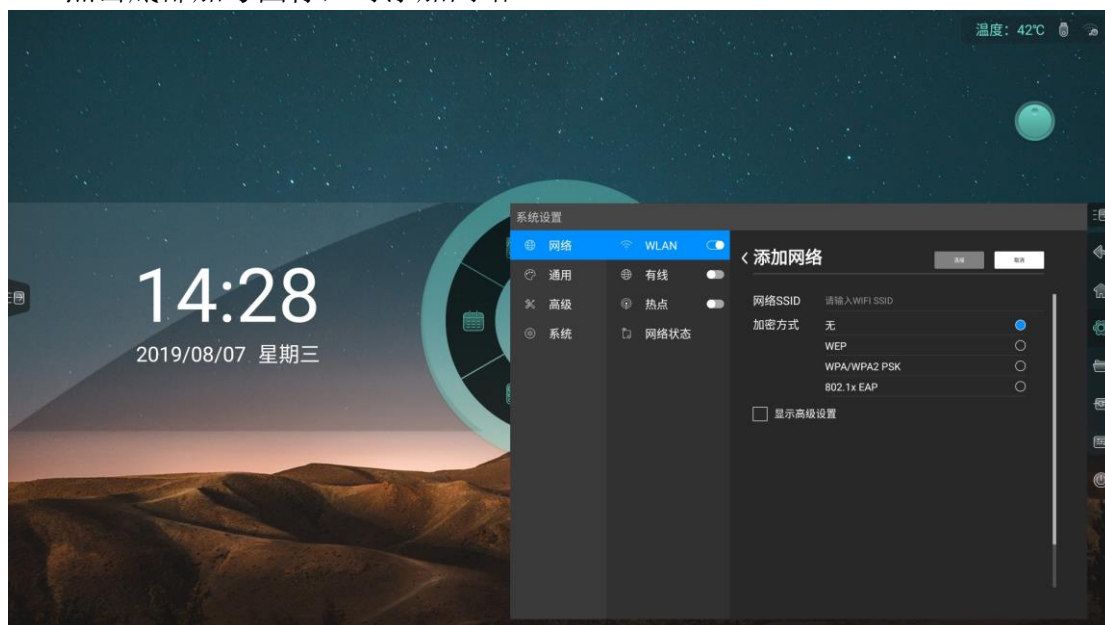 温度：42℃
14:28
2019/08/07 星期三
系统设置
网络
通用
高级
系统
WLAN
有线
热点
网络状态
添加网络
取消
网络SSID 请输入WIFI SSID
加密方式 无
WEP
WPA/WPA2 PSK
802.1x EAP
显示高级设置